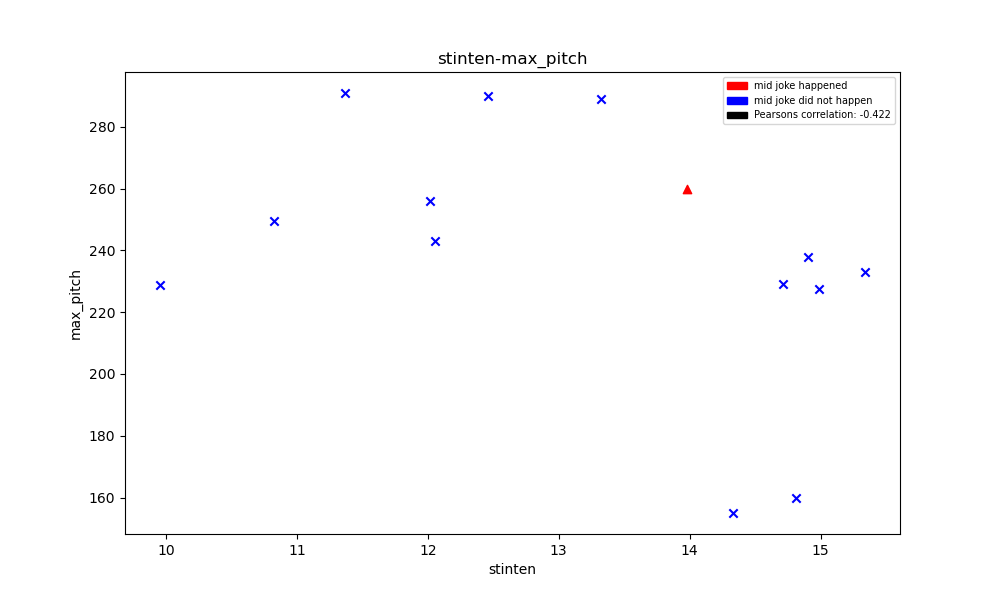 stinten-max_pitch
mid joke happened
mid joke did not happen
Pearsons correlation: -0.422
max_pitch
280
260
240
220
200
180
160
10 11 12 13 14 15
stinten